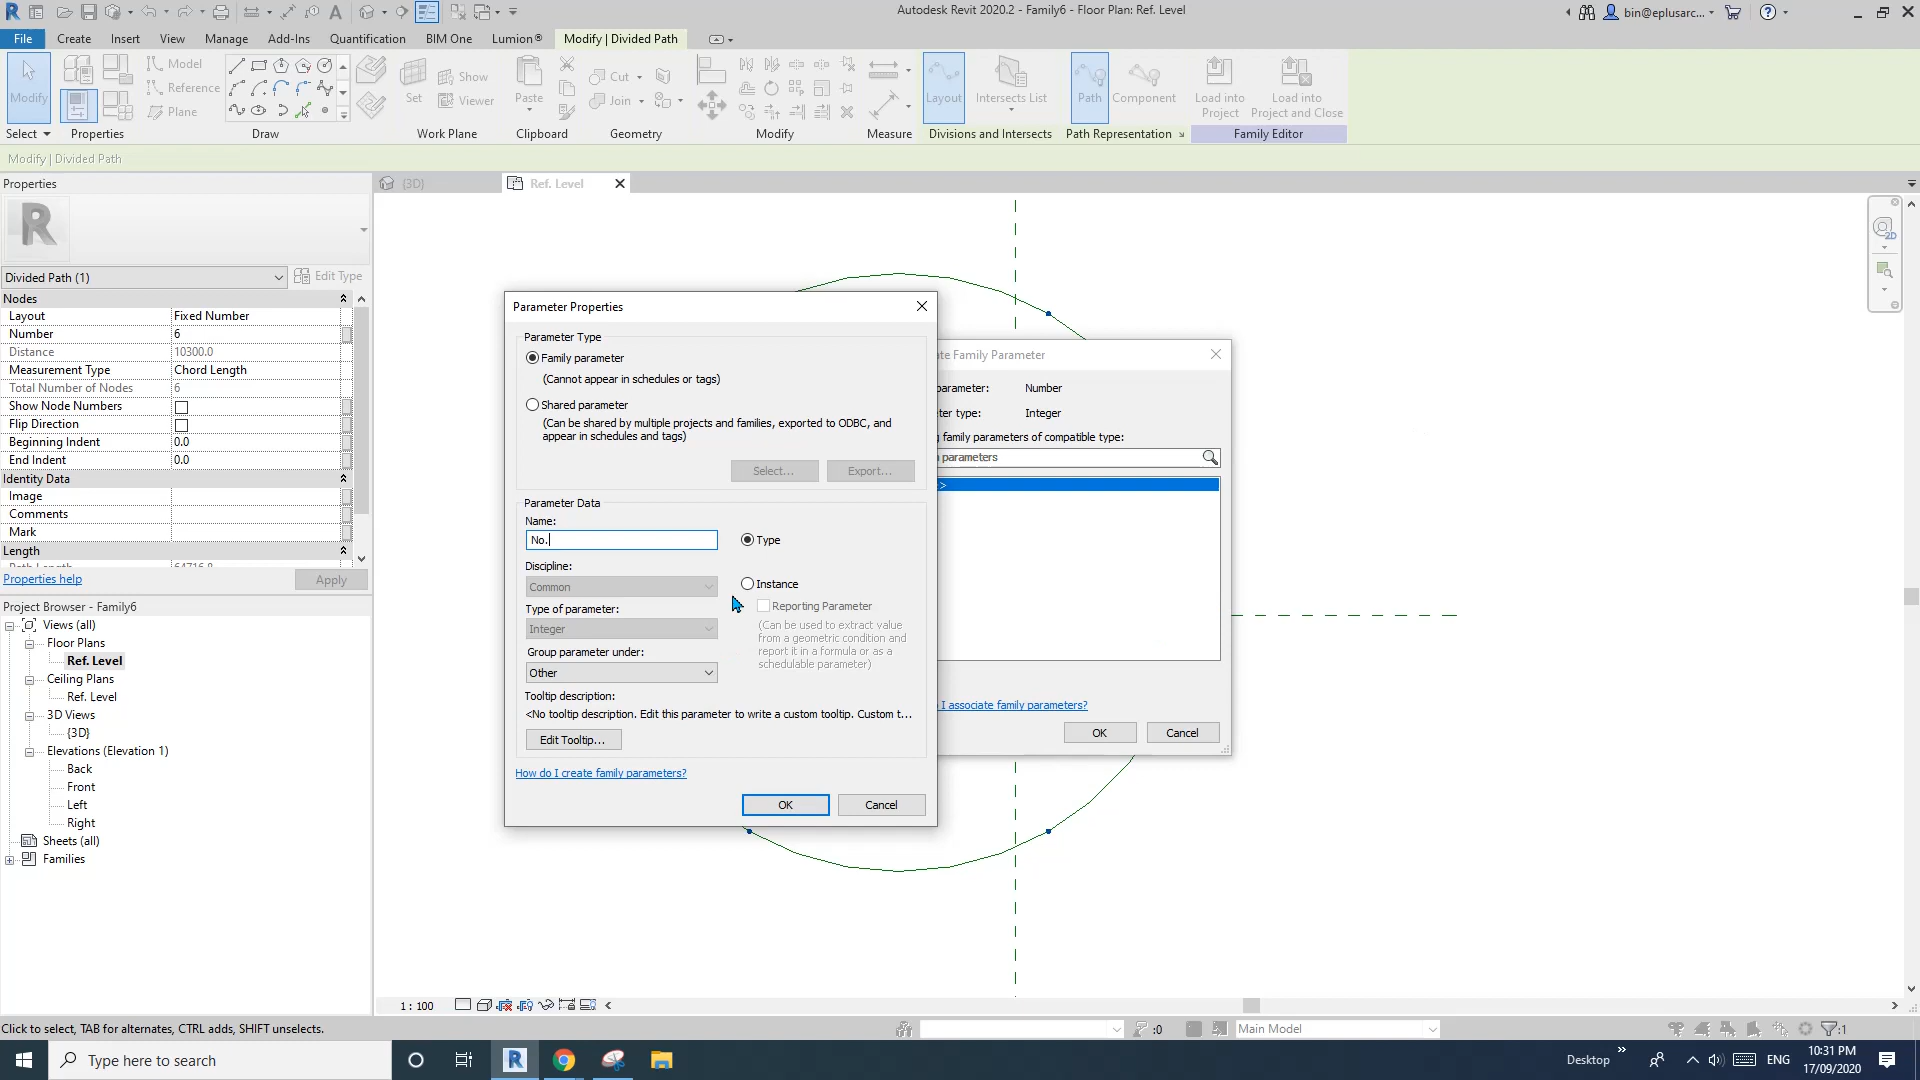 Autodesk Revit 2020.2 - Family6 - Floor Plan: Ref. Level
bin@eplusarc...
File
Create
Insert
View
Manage
Add-Ins
Quantification
BIM One
Lumion®
Modify | Divided Path
Modify
Model
Reference
Plane
Set
Show
Viewer
Paste
Cut
Join
Layout
Intersects List
Path
Component
Load into
Project
Load into
Project and Close
Select
Properties
Draw
Work Plane
Clipboard
Geometry
Modify
Measure
Divisions and Intersects
Path Representation
Family Editor
Modify | Divided Path
Properties
{3D}
Ref. Level
R
Divided Path (1)
Edit Type
Nodes
Layout
Fixed Number
Number
6
Distance
10300.0
Measurement Type
Chord Length
Total Number of Nodes
6
Show Node Numbers
Flip Direction
Beginning Indent
0.0
End Indent
0.0
Identity Data
Image
Comments
Mark
Length
Properties help
Apply
Project Browser - Family6
Views (all)
Floor Plans
Ref. Level
Ceiling Plans
Ref. Level
3D Views
{3D}
Elevations (Elevation 1)
Back
Front
Left
Right
Sheets (all)
Families
Parameter Properties
Parameter Type
Family parameter
(Cannot appear in schedules or tags)
Shared parameter
(Can be shared by multiple projects and families, exported to ODBC, and
appear in schedules and tags)
Select...
Export...
Parameter Data
Name:
No.
Type
Discipline:
Common
Instance
Type of parameter:
Reporting Parameter
Integer
(Can be used to extract value
from a geometric condition and
report it in a formula or as a
schedulable parameter)
Group parameter under:
Other
Tooltip description:
<No tooltip description. Edit this parameter to write a custom tooltip. Custom t...
Edit Tooltip...
How do I create family parameters?
OK
Cancel
ate Family Parameter
parameter:
Number
ter type:
Integer
family parameters of compatible type:
parameters
>
I associate family parameters?
OK
Cancel
1 : 100
Click to select, TAB for alternates, CTRL adds, SHIFT unselects.
:0
Main Model
:1
Type here to search
Desktop
ENG
10:31 PM
17/09/2020